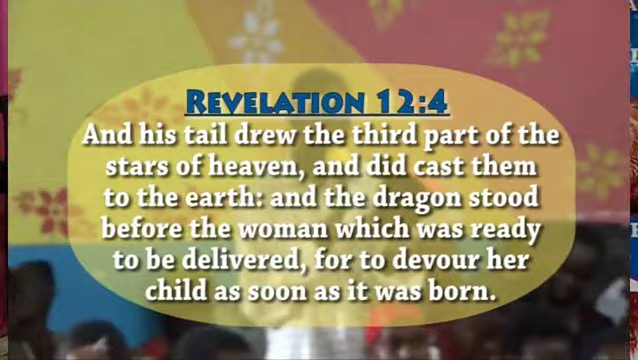 REVELATION 12:4
And his tail drew the third part of the
stars of heaven, and did cast them
to the earth: and the dragon stood
before the woman which was ready
to be delivered, for to devour her
child as soon as it was born.